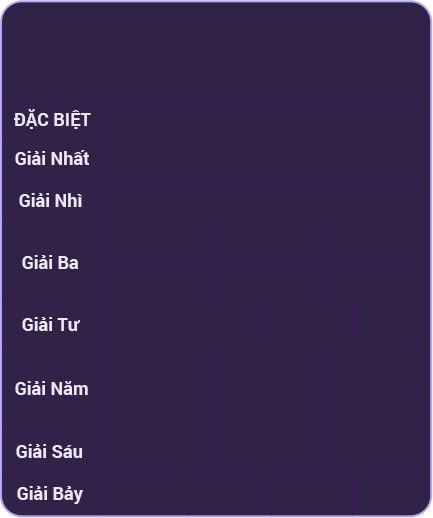 ĐẶC BIỆT
Giải Nhất
Giải Nhì
Giải Ba
Giải Tư
Giải Năm
Giải Sáu
Giải Bảy